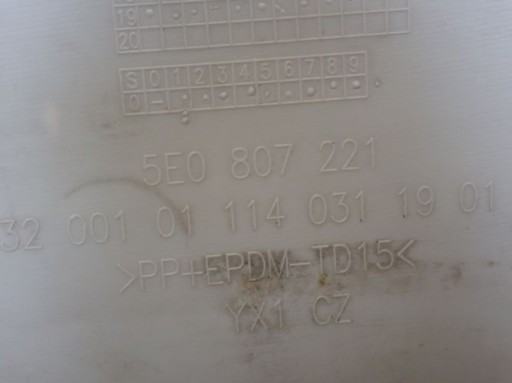 19
20
S 0 1 2 3 4 5 6 7 8 9
0 –
5E0 807 221
32 001 01 114 031 19 01
>PP+EPDM-TD15<
YX1 CZ